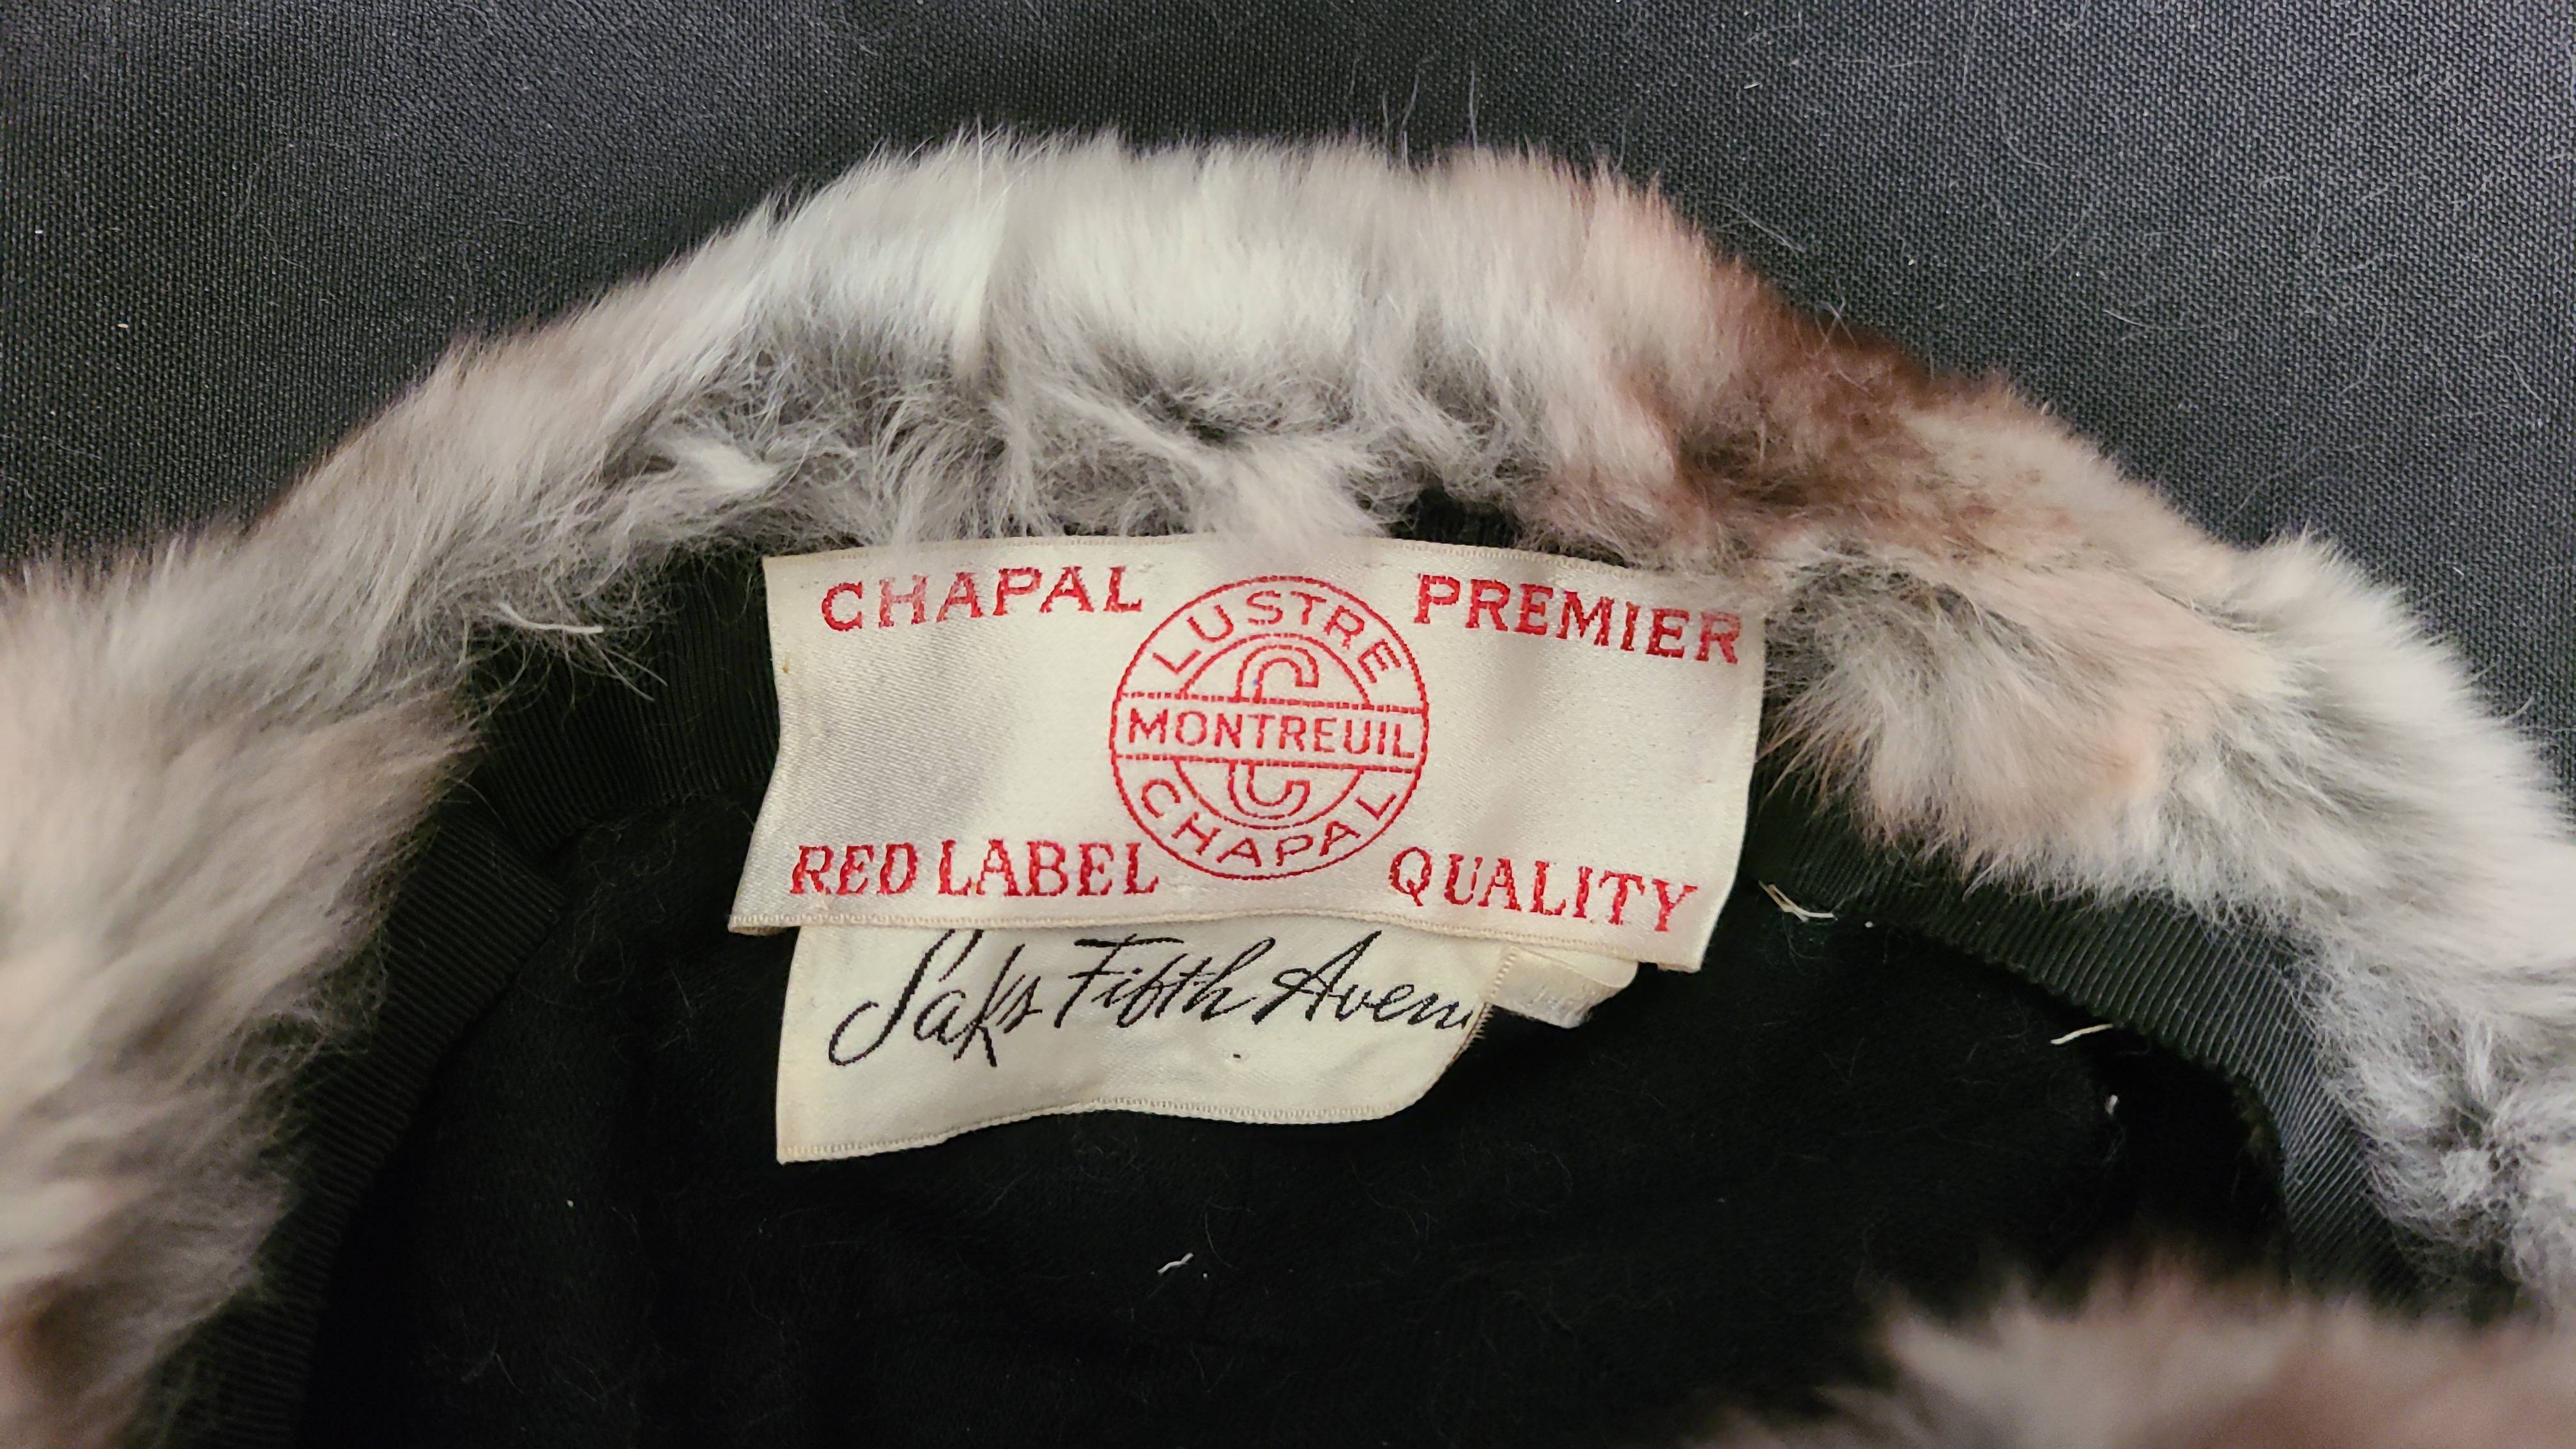 CHAPAL PREMIER
LUSTRE
C
MONTREUIL
CHAPAL
RED LABEL QUALITY
Saks Fifth Aven